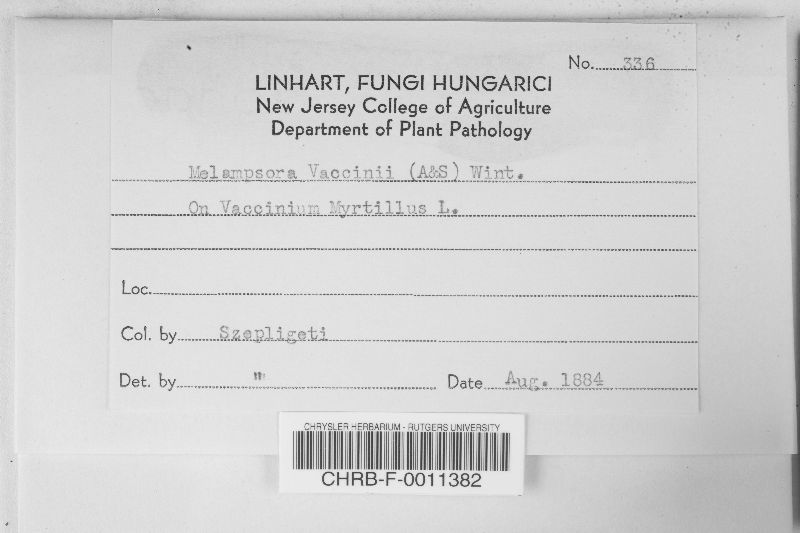 No. 336
LINHART, FUNGI HUNGARICI
New Jersey College of Agriculture
Department of Plant Pathology
Melampsora Vaccinii (A&S) Wint.
On Vaccinium Myrtillus L.
Loc.
Col. by Szepligeti
Det. by " Date Aug. 1884
CHRYSLER HERBARIUM - RUTGERS UNIVERSITY
CHRB-F-0011382